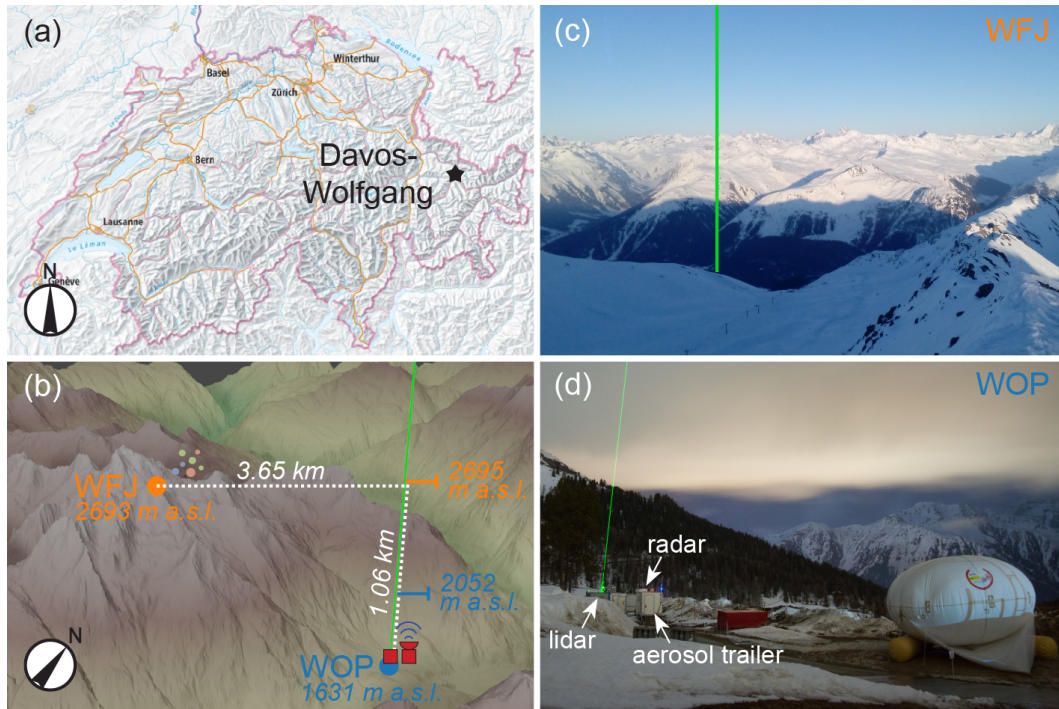 (a)
Basel
Winterthur
Bodensee
Zürich
Bern
Davos-
Wolfgang
Lausanne
Le Léman
N
Genève
(b)
3.65 km
WFJ
2693 m a.s.l.
2695
m a.s.l.
1.06 km
2052
m a.s.l.
N
WOP
1631 m a.s.l.
(c)
WFJ
(d)
WOP
radar
lidar
aerosol trailer